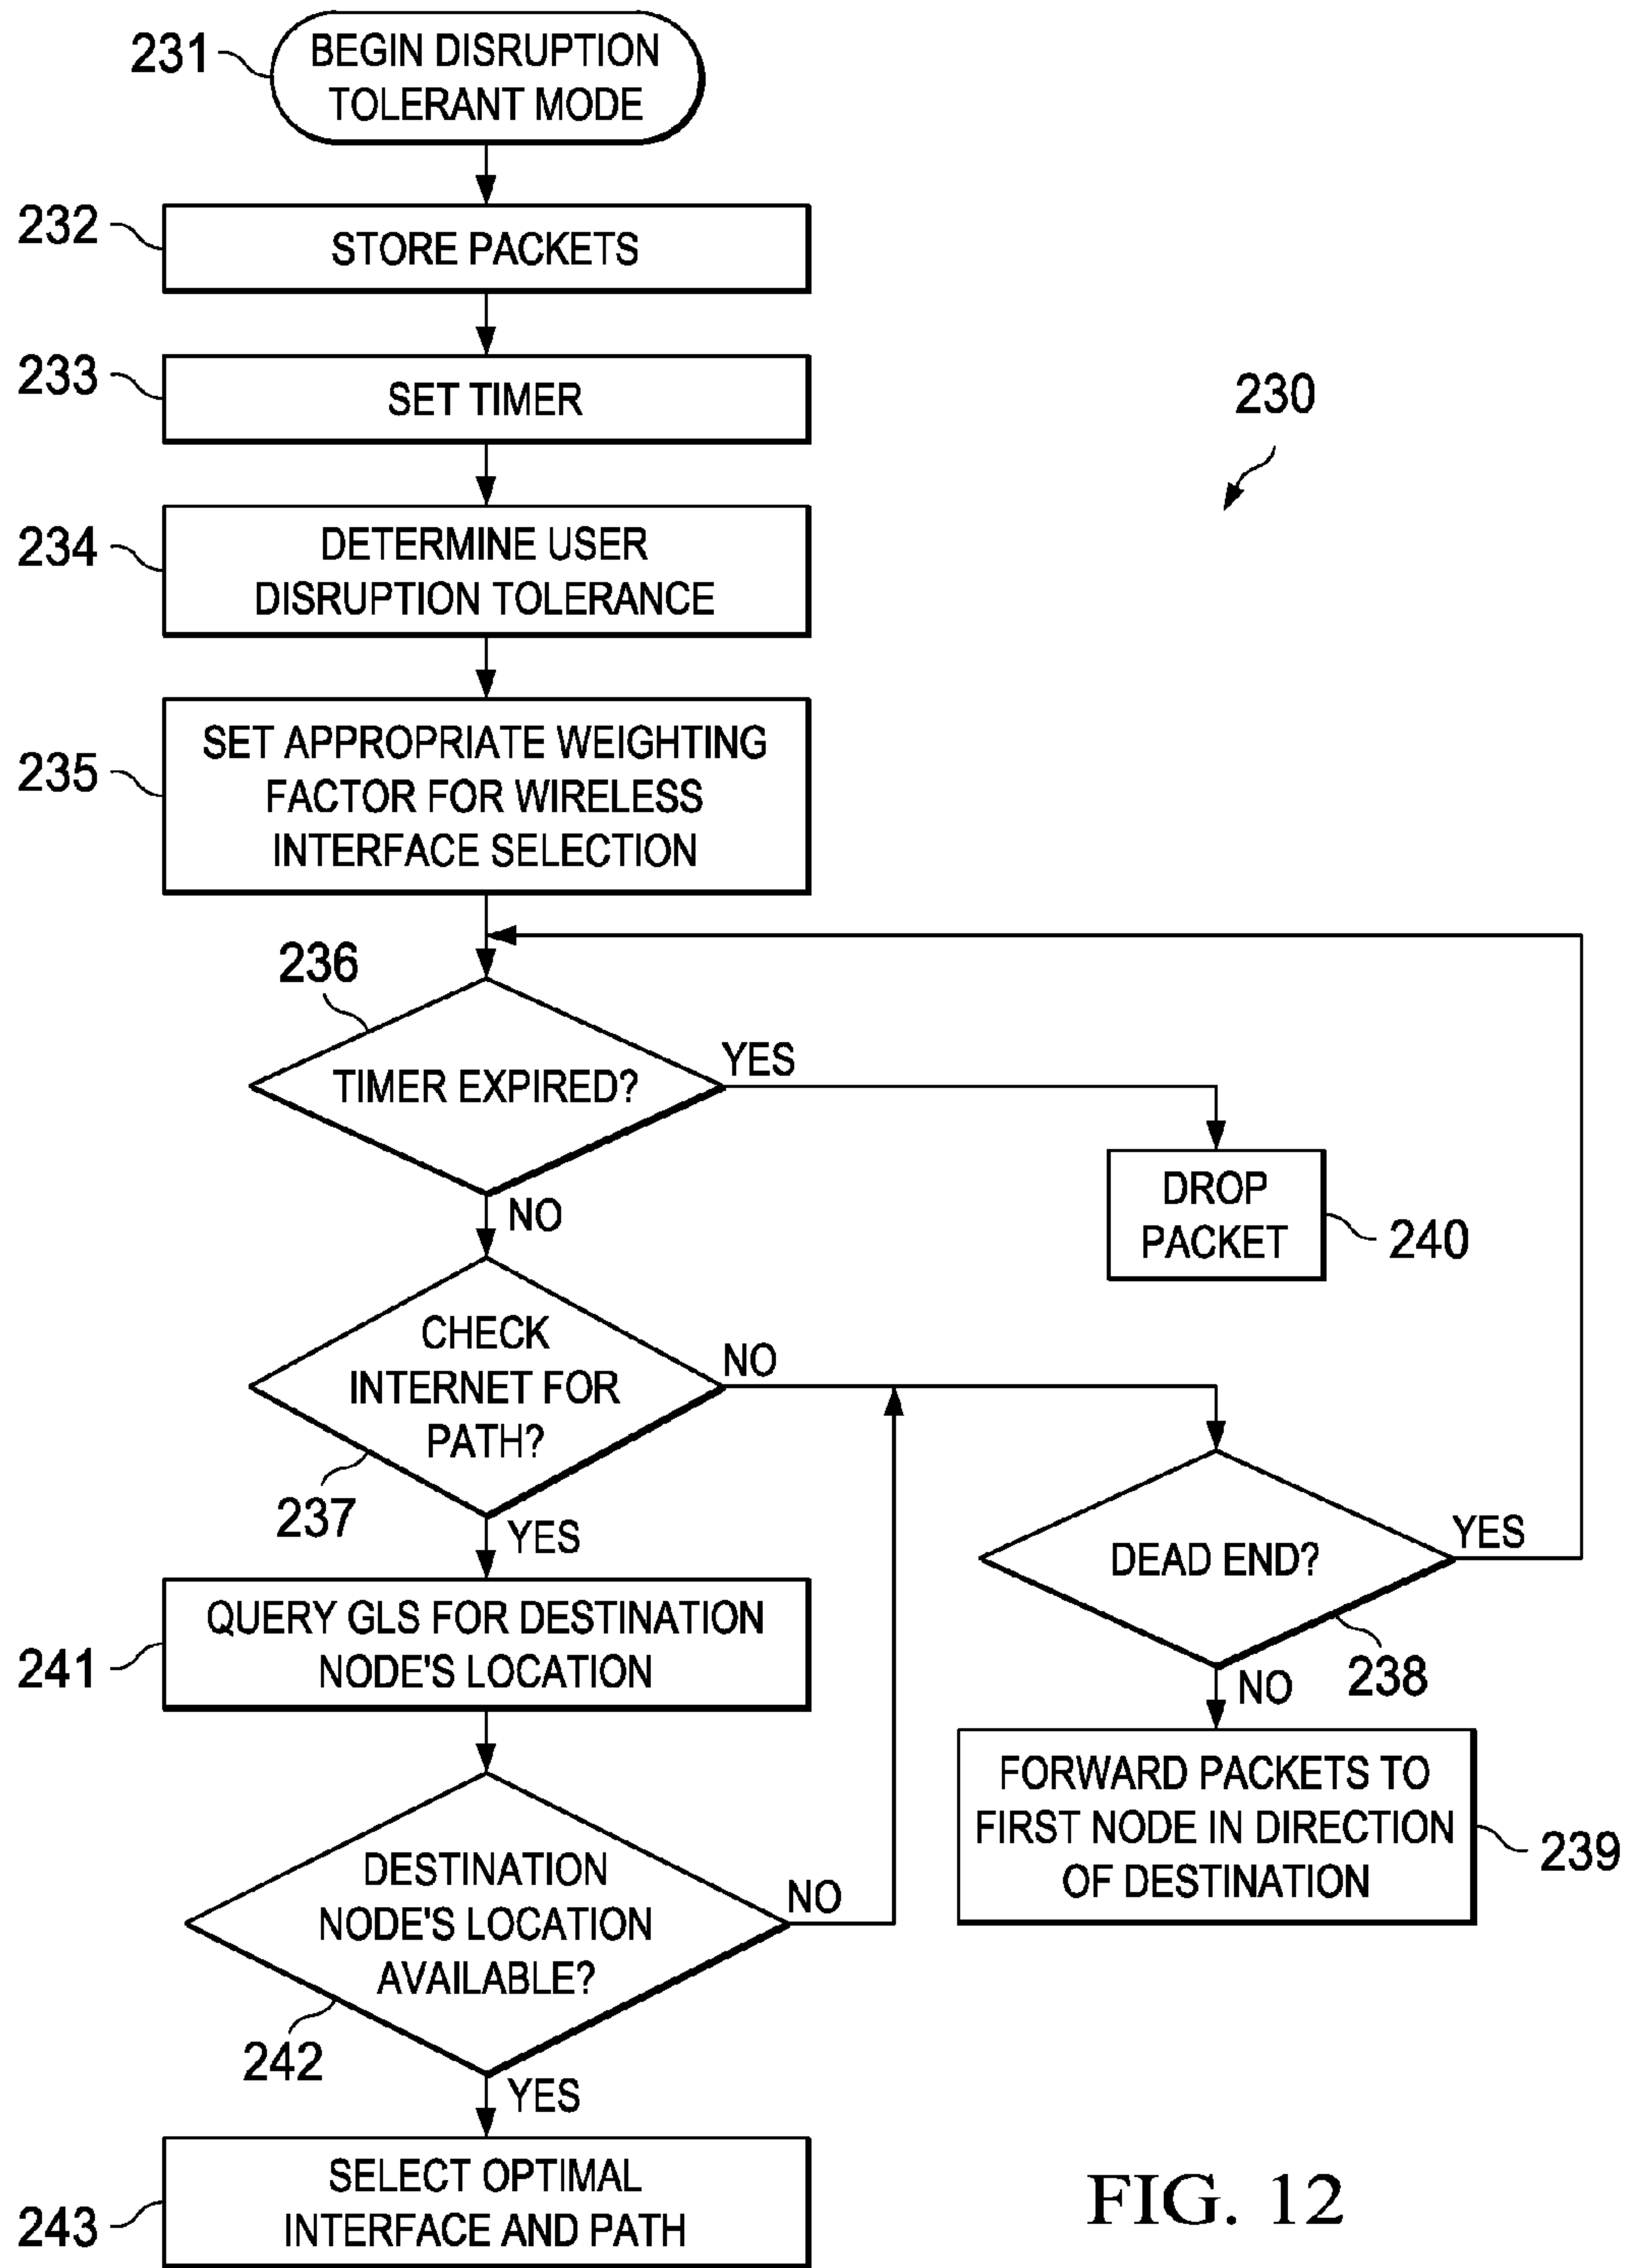 231
BEGIN DISRUPTION
TOLERANT MODE
232
STORE PACKETS
233
SET TIMER
230
234
DETERMINE USER
DISRUPTION TOLERANCE
235
SET APPROPRIATE WEIGHTING
FACTOR FOR WIRELESS
INTERFACE SELECTION
236
TIMER EXPIRED?
YES
NO
DROP
PACKET
240
CHECK
INTERNET FOR
PATH?
NO
237
YES
DEAD END?
YES
238
NO
QUERY GLS FOR DESTINATION
NODE'S LOCATION
241
FORWARD PACKETS TO
FIRST NODE IN DIRECTION
OF DESTINATION
239
DESTINATION
NODE'S LOCATION
AVAILABLE?
NO
242
YES
SELECT OPTIMAL
INTERFACE AND PATH
243
FIG. 12